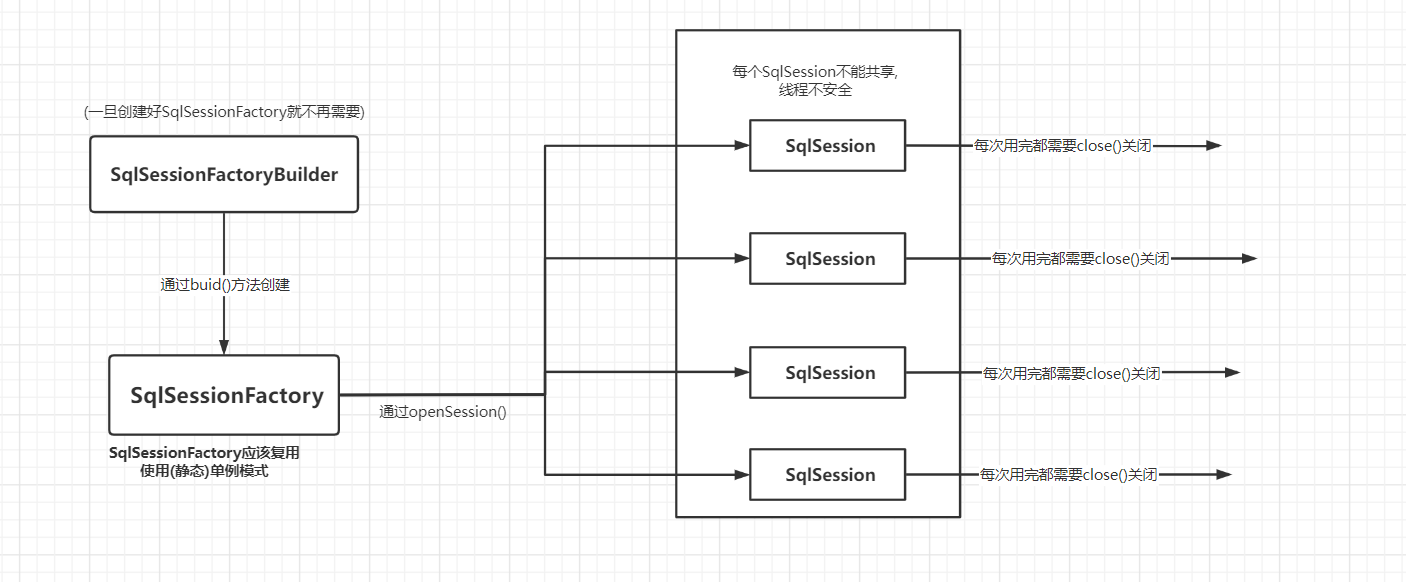 (一旦创建好SqlSessionFactory就不再需要)
SqlSessionFactoryBuilder
通过buid()方法创建
SqlSessionFactory
SqlSessionFactory应该复用
使用(静态)单例模式
通过openSession()
每个SqlSession不能共享,
线程不安全
SqlSession
每次用完都需要close()关闭
SqlSession
每次用完都需要close()关闭
SqlSession
每次用完都需要close()关闭
SqlSession
每次用完都需要close()关闭